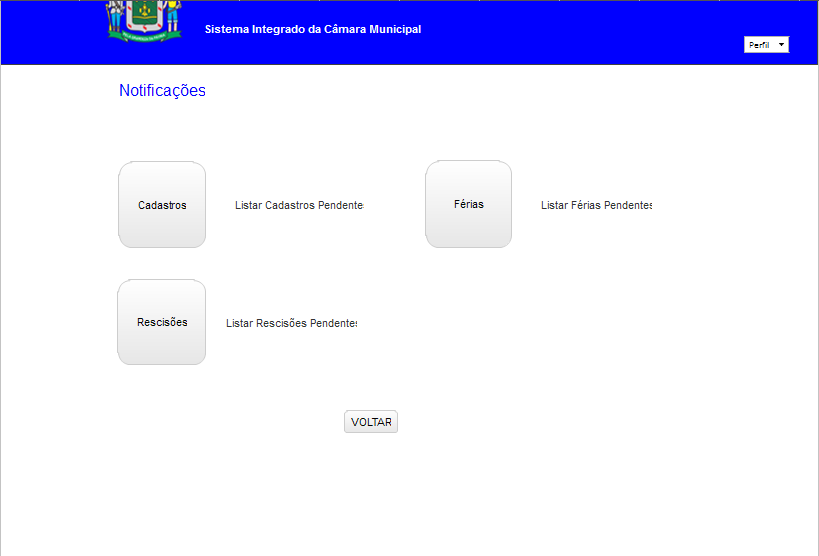 Sistema Integrado da Câmara Municipal
Perfil
Notificações
Cadastros
Listar Cadastros Pendente
Férias
Listar Férias Pendentes
Rescisões
Listar Rescisões Pendentes
VOLTAR